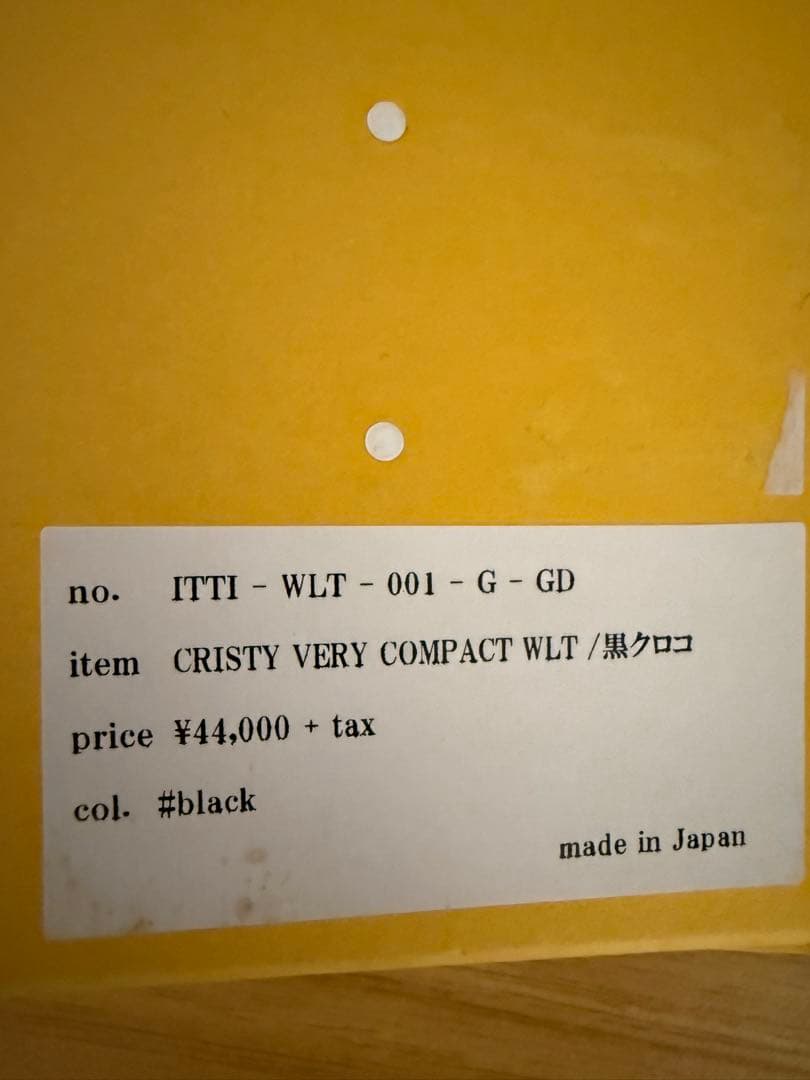 no. ITTI - WLT - 001 - G - GD
item CRISTY VERY COMPACT WLT /黒クロコ
price ¥44,000 + tax
col. #black
made in Japan